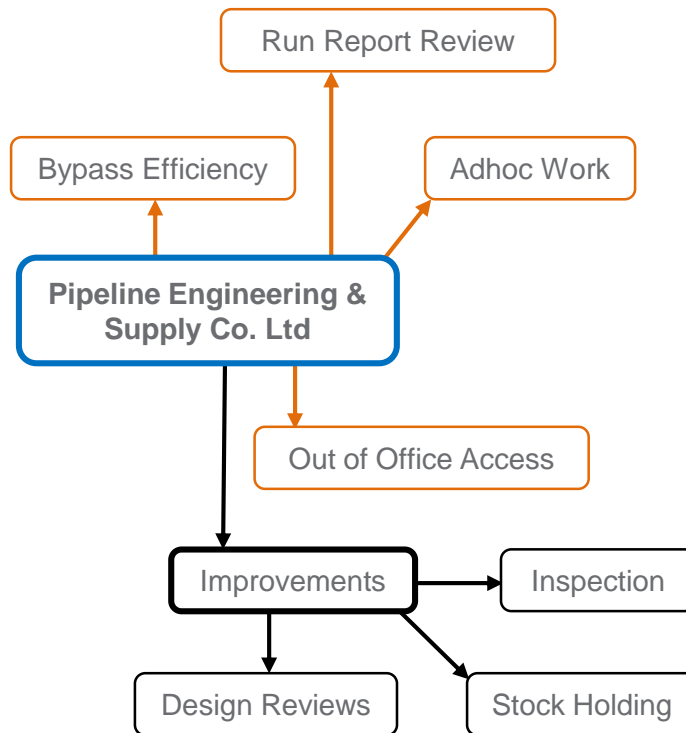 Run Report Review
Bypass Efficiency
Adhoc Work
Pipeline Engineering &
Supply Co. Ltd
Out of Office Access
Improvements
Inspection
Design Reviews
Stock Holding